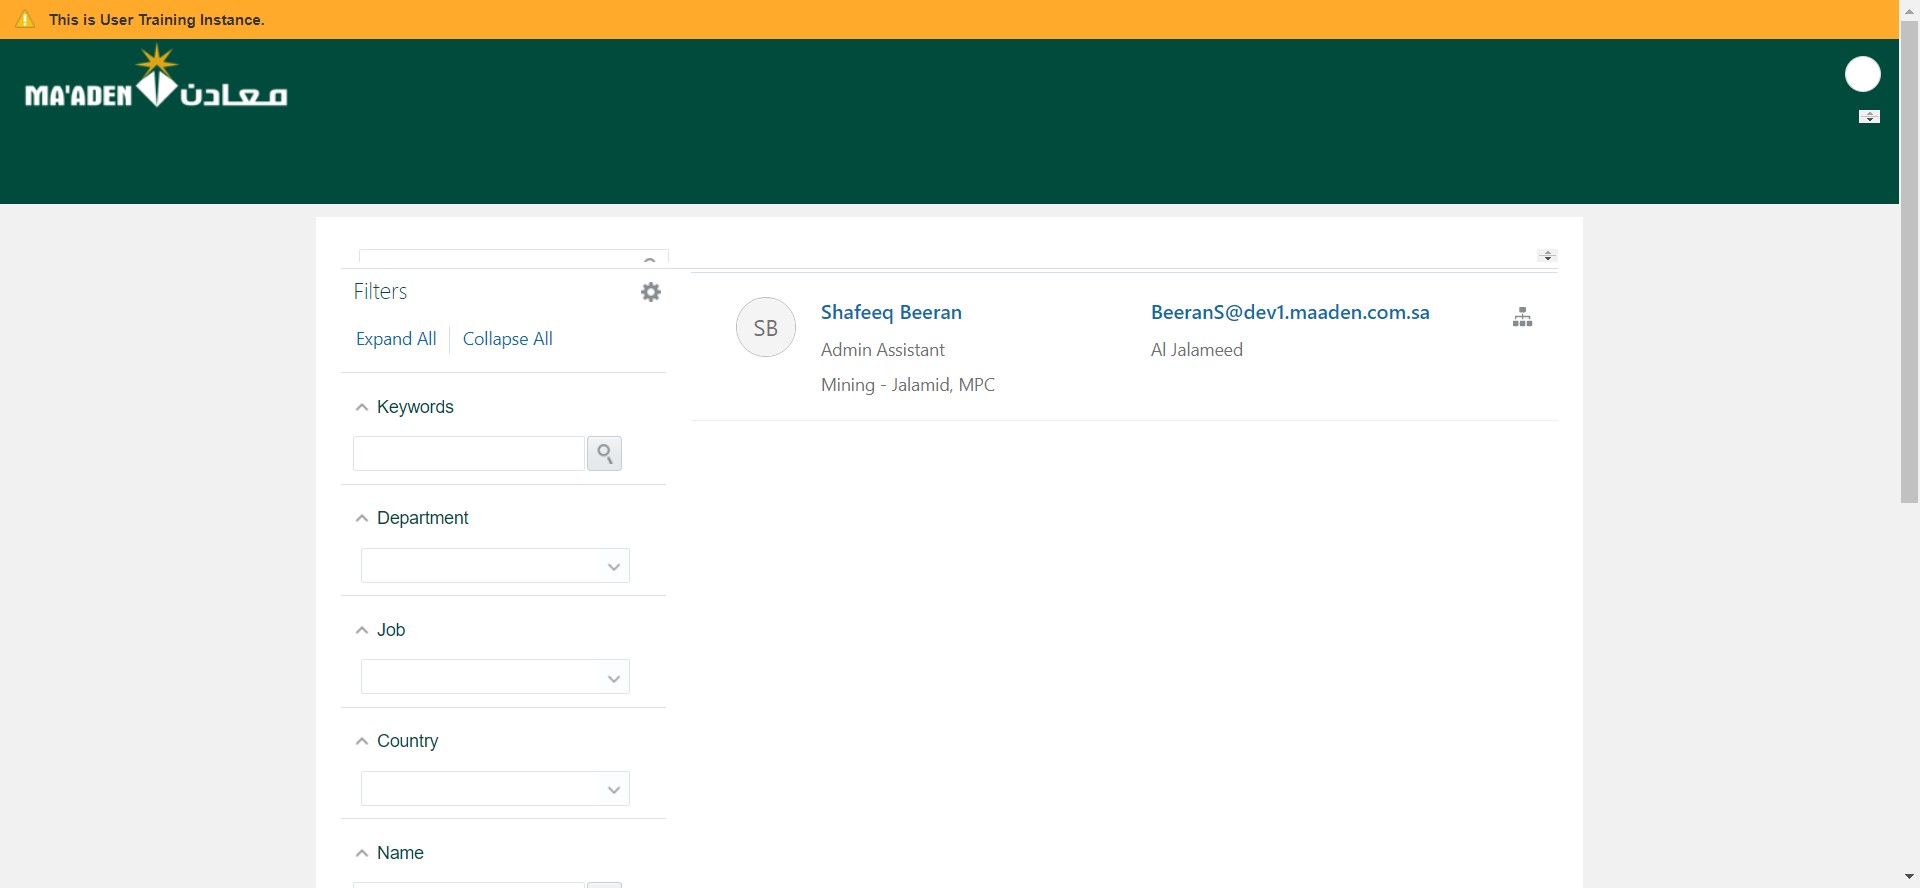 This is User Training Instance.
MA'ADEN معادن
Filters
Expand All
Collapse All
Keywords
Department
Job
Country
Name
SB
Shafeeq Beeran
BeeranS@dev1.maaden.com.sa
Admin Assistant
Al Jalameed
Mining - Jalamid, MPC